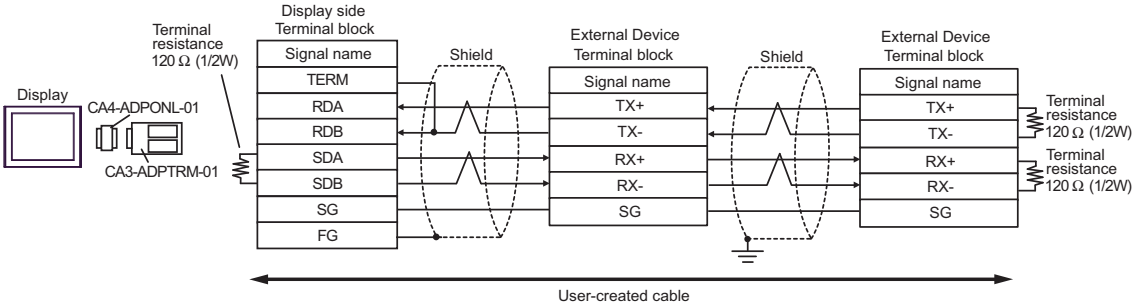 Display
CA4-ADPONL-01
CA3-ADPTRM-01
Terminal
resistance
120 Ω (1/2W)
Display side
Terminal block
Signal name
TERM
RDA
RDB
SDA
SDB
SG
FG
Shield
External Device
Terminal block
Signal name
TX+
TX-
RX+
RX-
SG
Shield
External Device
Terminal block
Signal name
TX+
TX-
RX+
RX-
SG
Terminal
resistance
120 Ω (1/2W)
Terminal
resistance
120 Ω (1/2W)
User-created cable